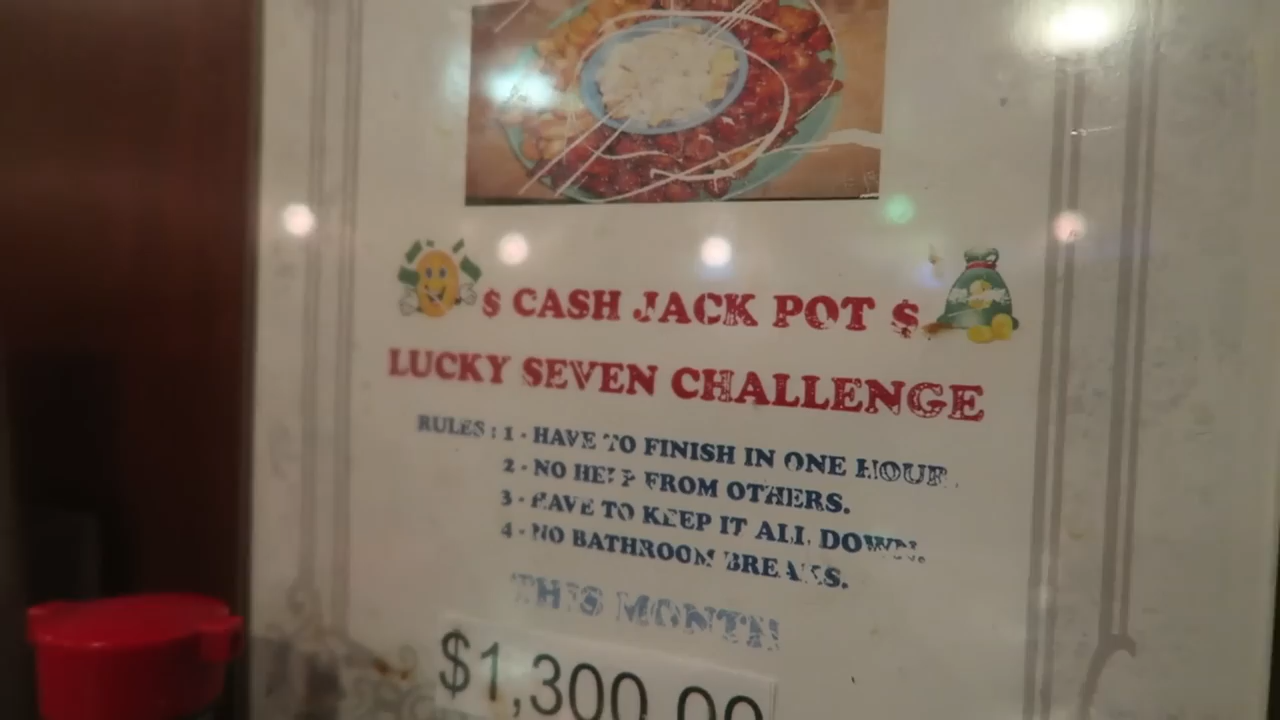 $ CASH JACK POT $
LUCKY SEVEN CHALLENGE
RULES : 1 - HAVE TO FINISH IN ONE HOUR.
2 - NO HELP FROM OTHERS.
3 - HAVE TO KEEP IT ALL DOWN.
4 - NO BATHROOM BREAKS.
THIS MONTH
$1,300.00